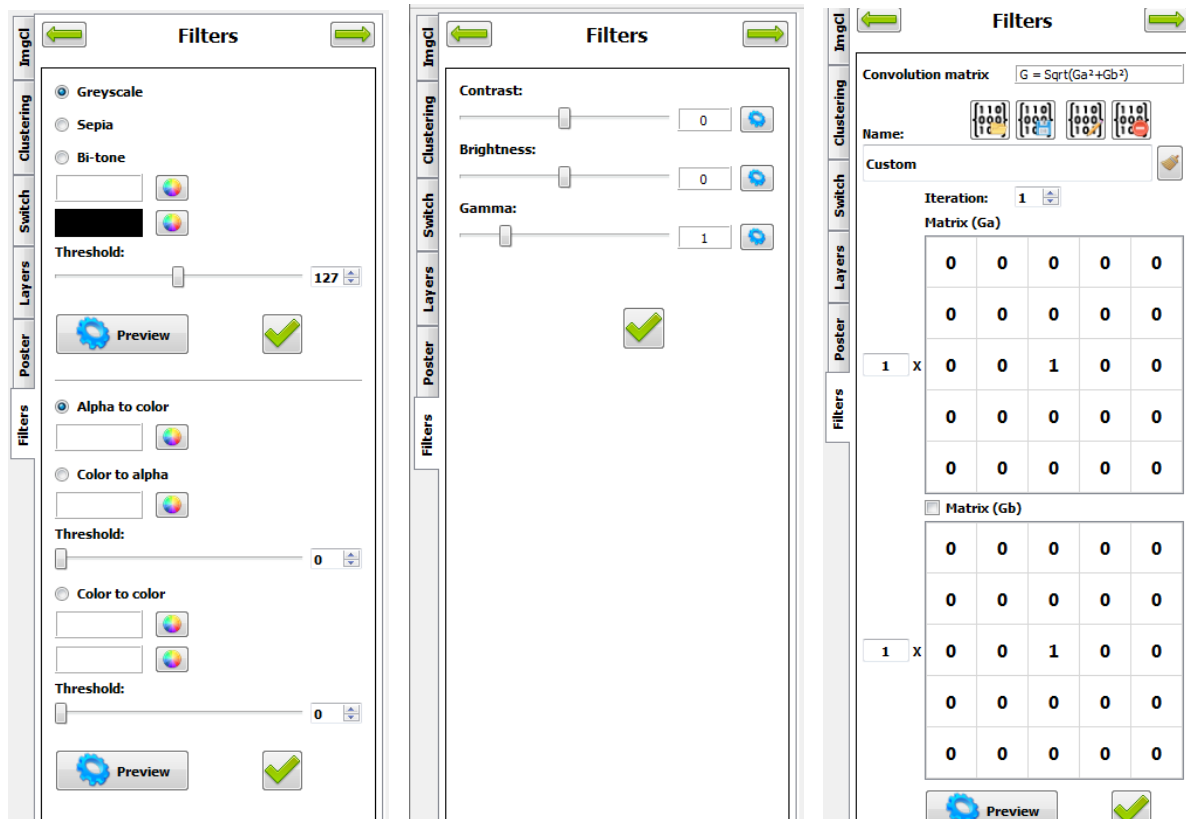 Filters
ImgCl
Clustering
Switch
Layers
Poster
Filters
Greyscale
Sepia
Bi-tone
Threshold:
127
Preview
Alpha to color
Color to alpha
Threshold:
0
Color to color
Threshold:
0
Preview
Filters
ImgCl
Clustering
Switch
Layers
Poster
Filters
Contrast:
0
Brightness:
0
Gamma:
1
Filters
ImgCl
Clustering
Switch
Layers
Poster
Filters
Convolution matrix G = Sqrt(Ga²+Gb²)
Name:
Custom
Iteration: 1
Matrix (Ga)
0 0 0 0 0
0 0 0 0 0
1 X 0 0 1 0 0
0 0 0 0 0
0 0 0 0 0
Matrix (Gb)
0 0 0 0 0
0 0 0 0 0
1 X 0 0 1 0 0
0 0 0 0 0
0 0 0 0 0
Preview